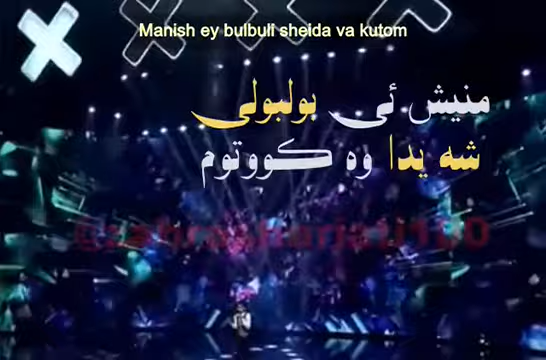 Manish ey bulbuli sheida va kutom
منیش ئی بولبولی
شه یدا وه کووتوم